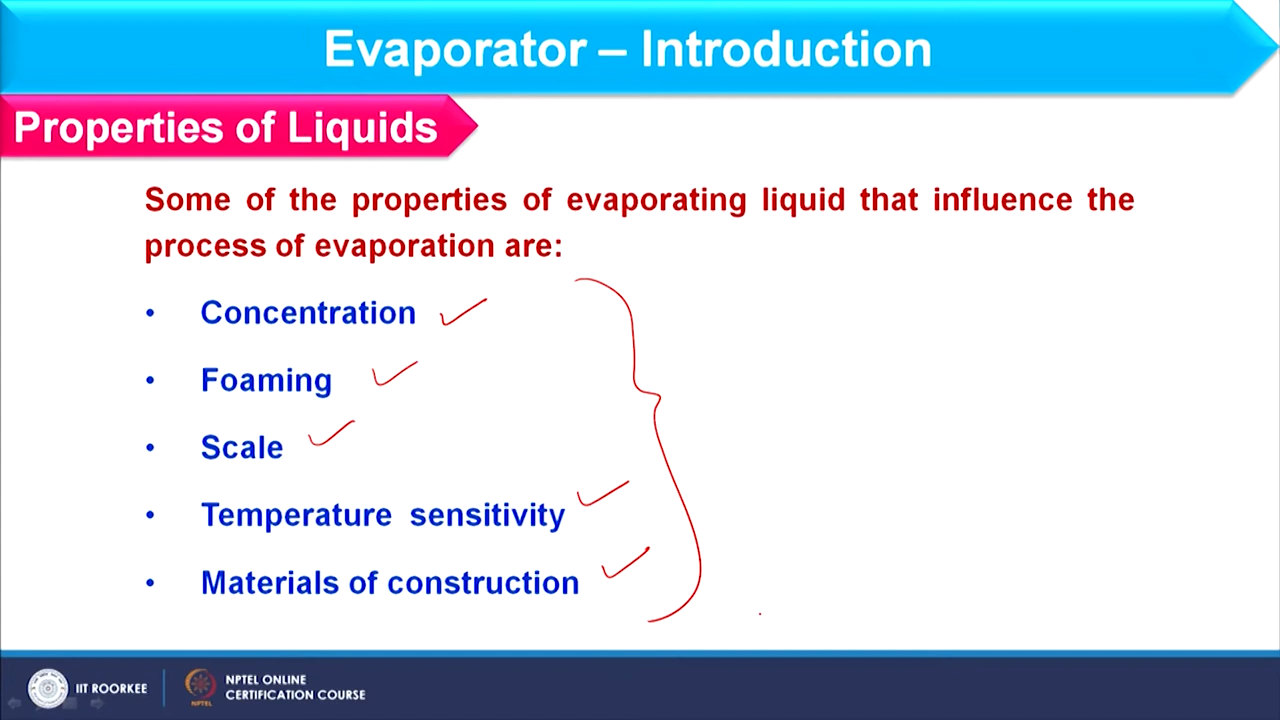 Evaporator – Introduction
Properties of Liquids
Some of the properties of evaporating liquid that influence the
process of evaporation are:
• Concentration
• Foaming
• Scale
• Temperature sensitivity
• Materials of construction
IIT ROORKEE
NPTEL
NPTEL ONLINE
CERTIFICATION COURSE